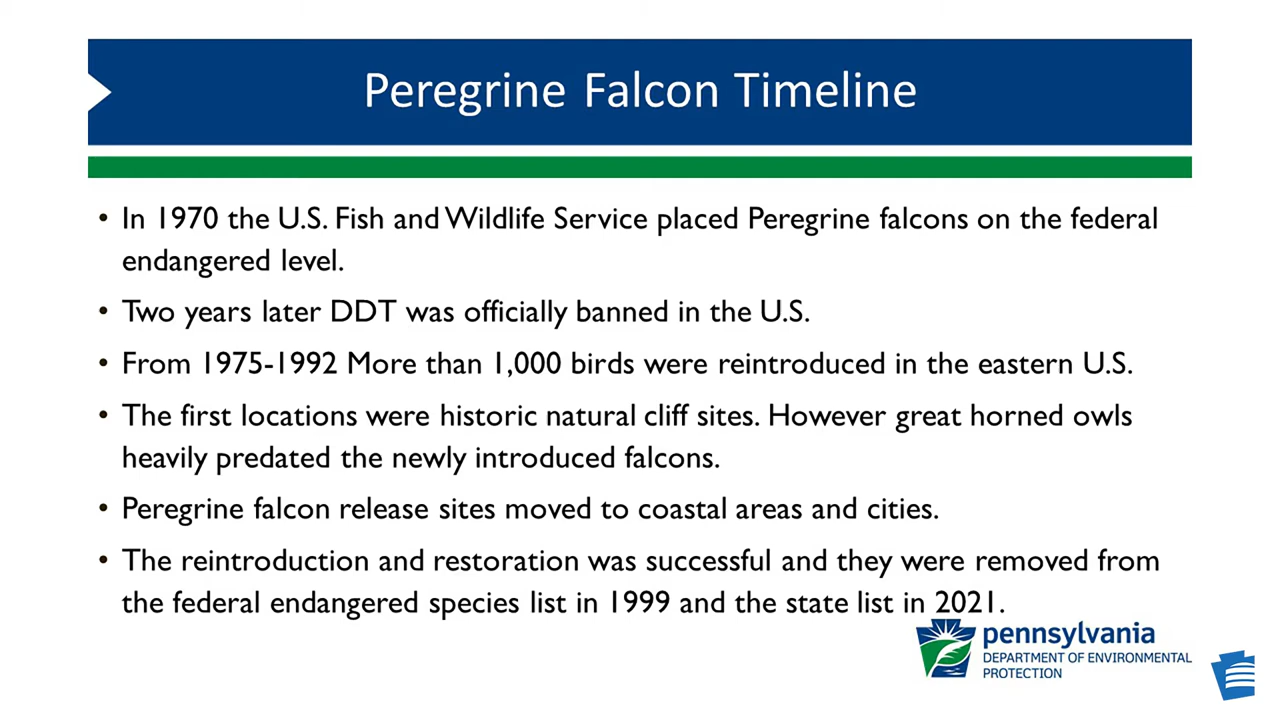 Peregrine Falcon Timeline
• In 1970 the U.S. Fish and Wildlife Service placed Peregrine falcons on the federal
endangered level.
• Two years later DDT was officially banned in the U.S.
• From 1975-1992 More than 1,000 birds were reintroduced in the eastern U.S.
• The first locations were historic natural cliff sites. However great horned owls
heavily predated the newly introduced falcons.
• Peregrine falcon release sites moved to coastal areas and cities.
• The reintroduction and restoration was successful and they were removed from
the federal endangered species list in 1999 and the state list in 2021.
pennsylvania
DEPARTMENT OF ENVIRONMENTAL
PROTECTION